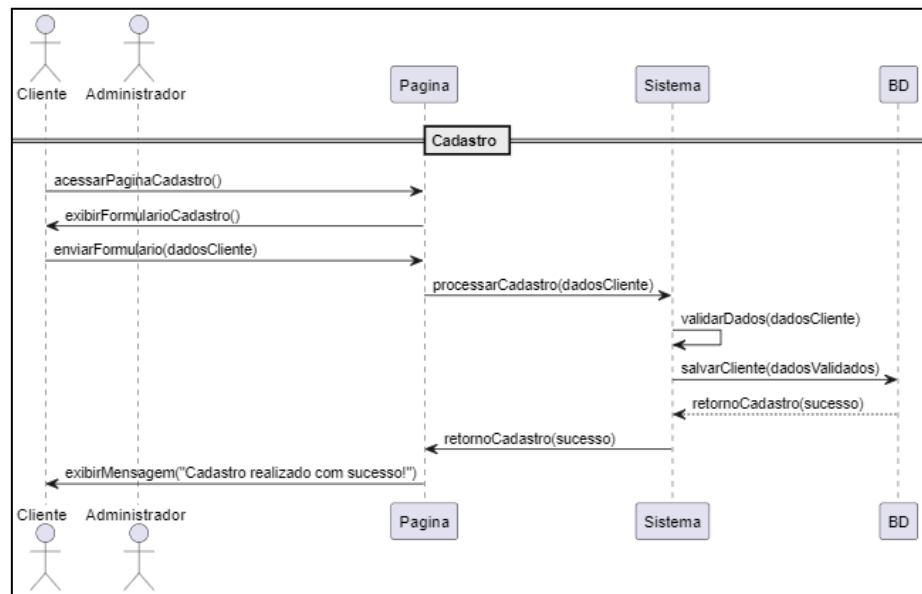 Cliente Administrador Pagina Sistema BD
Cadastro
acessarPaginaCadastro()
exibirFormularioCadastro()
enviarFormulario(dadosCliente)
processarCadastro(dadosCliente)
validarDados(dadosCliente)
salvarCliente(dadosValidados)
retornoCadastro(sucesso)
retornoCadastro(sucesso)
exibirMensagem("Cadastro realizado com sucesso!")
Cliente Administrador Pagina Sistema BD